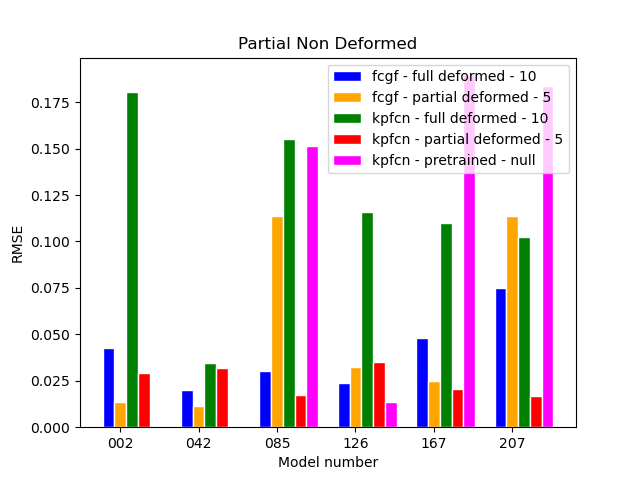 Partial Non Deformed
fcgf - full deformed - 10
fcgf - partial deformed - 5
kpfcn - full deformed - 10
kpfcn - partial deformed - 5
kpfcn - pretrained - null
0.175
0.150
0.125
0.100
0.075
0.050
0.025
0.000
RMSE
002 042 085 126 167 207
Model number